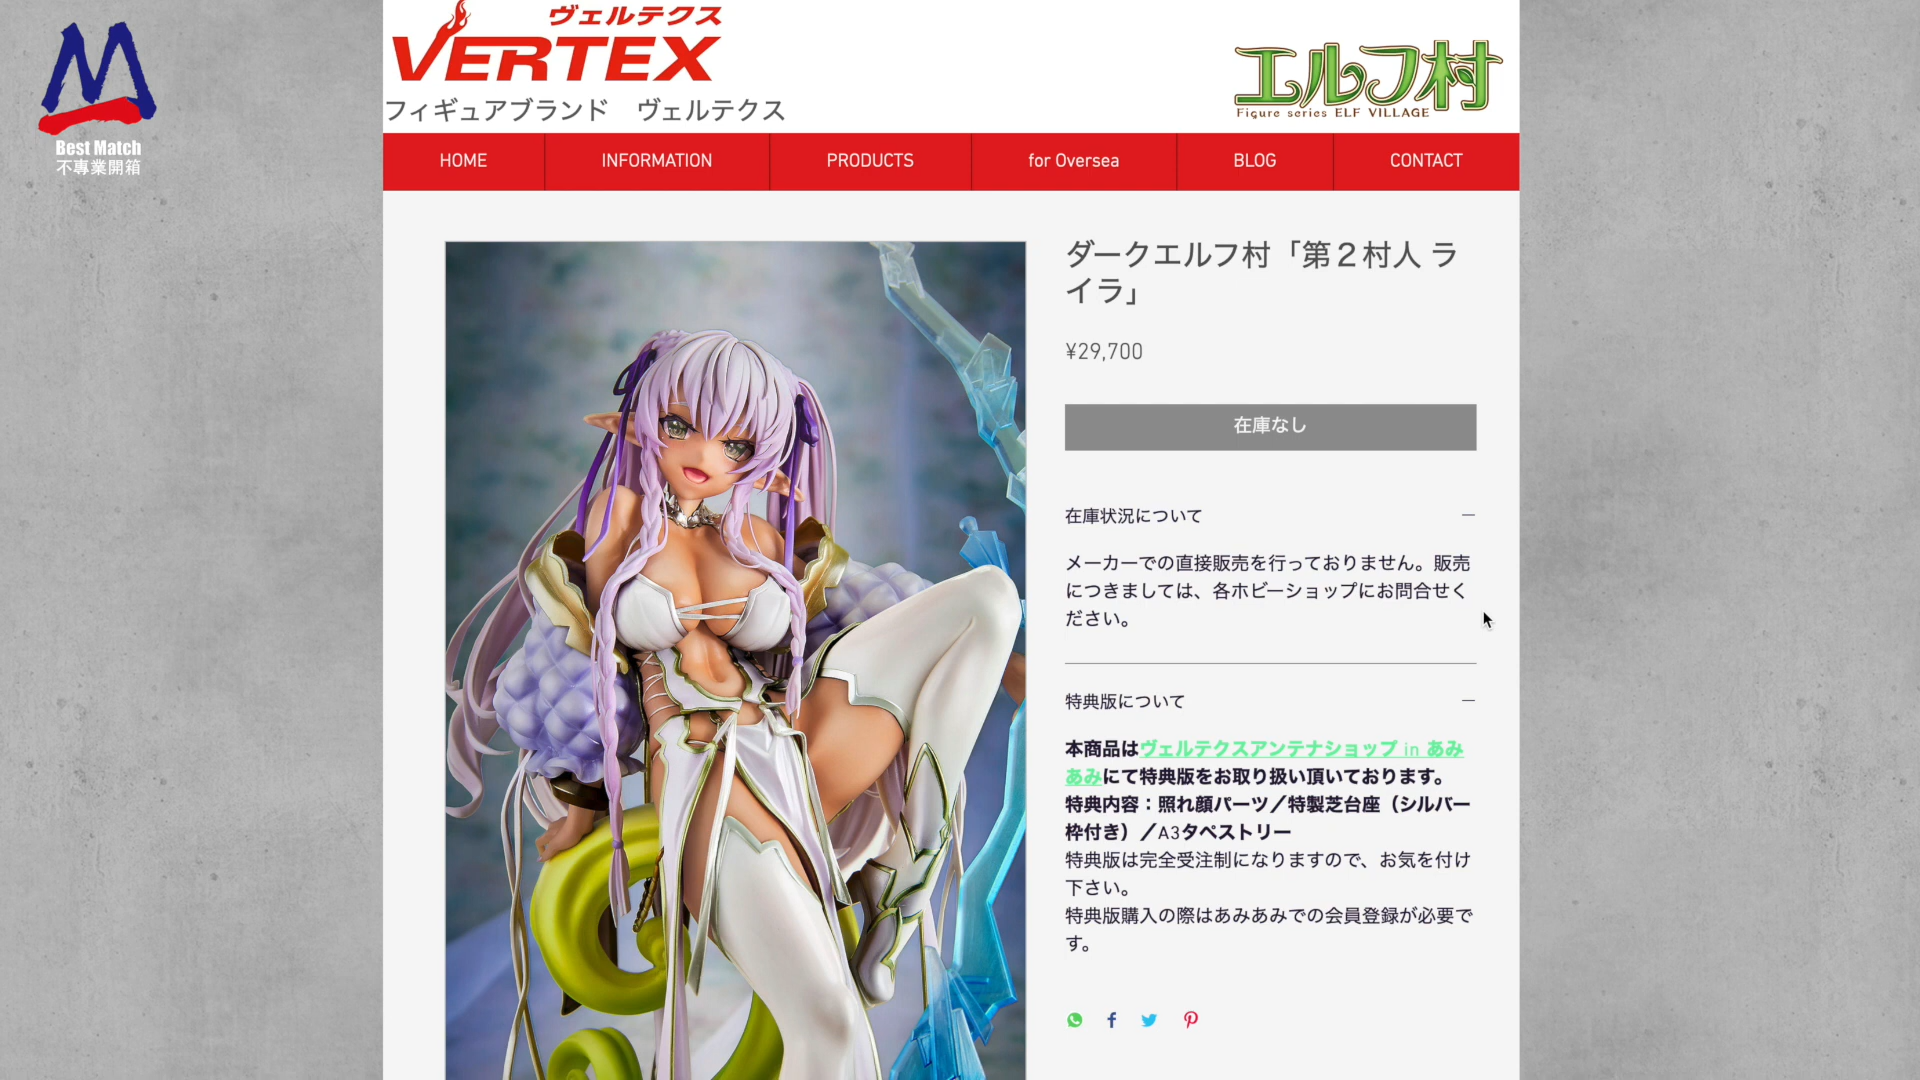 Best Match
不專業開箱
ヴェルテクス
VERTEX
フィギュアブランド　ヴェルテクス
エルフ村
Figure series ELF VILLAGE
HOME
INFORMATION
PRODUCTS
for Oversea
BLOG
CONTACT
ダークエルフ村「第２村人 ラ
イラ」
¥29,700
在庫なし
在庫状況について
メーカーでの直接販売を行っておりません。販売
につきましては、各ホビーショップにお問合せく
ださい。
特典版について
本商品はヴェルテクスアンテナショップ in あみ
あみにて特典版をお取り扱い頂いております。
特典内容：照れ顔パーツ／特製芝台座（シルバー
枠付き）／A3タペストリー
特典版は完全受注制になりますので、お気を付け
下さい。
特典版購入の際はあみあみでの会員登録が必要で
す。